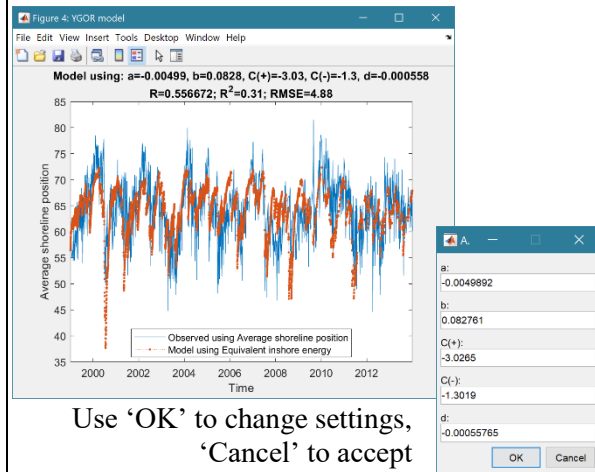 Figure 4: YGOR model
File Edit View Insert Tools Desktop Window Help
Model using: a=-0.00499, b=0.0828, C(+)=-3.03, C(-)=-1.3, d=-0.000558
R=0.556672; R²=0.31; RMSE=4.88
85
80
75
70
65
60
55
50
45
40
35
Average shoreline position
2000 2002 2004 2006 2008 2010 2012
Time
Observed using Average shoreline position
Model using Equivalent inshore energy
A.
a:
-0.0049892
b:
0.082761
C(+):
-3.0265
C(-):
-1.3019
d:
-0.00055765
OK Cancel
Use ‘OK’ to change settings,
‘Cancel’ to accept